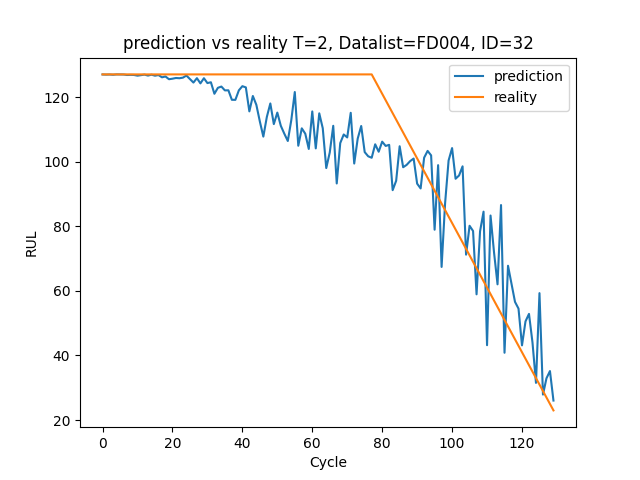 prediction vs reality T=2, Datalist=FD004, ID=32
prediction
reality
120
100
80
60
40
20
RUL
0 20 40 60 80 100 120
Cycle